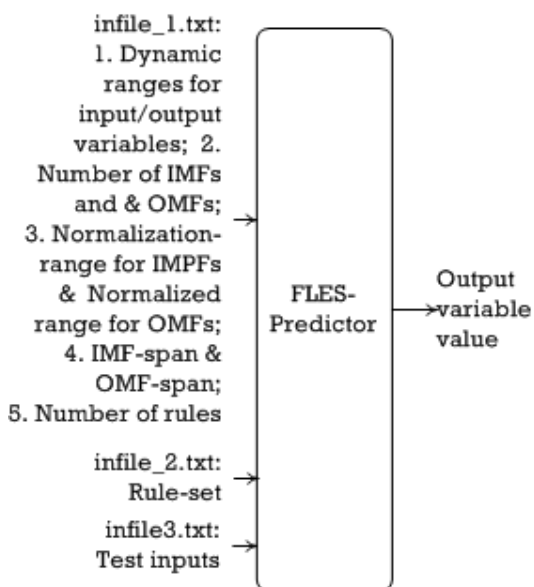 infile_1.txt:
1. Dynamic
ranges for
input/output
variables; 2.
Number of IMFs
and & OMFs;
3. Normalization-
range for IMPFs
& Normalized
range for OMFs;
4. IMF-span &
OMF-span;
5. Number of rules
infile_2.txt:
Rule-set
infile3.txt:
Test inputs
FLES-
Predictor
Output
variable
value